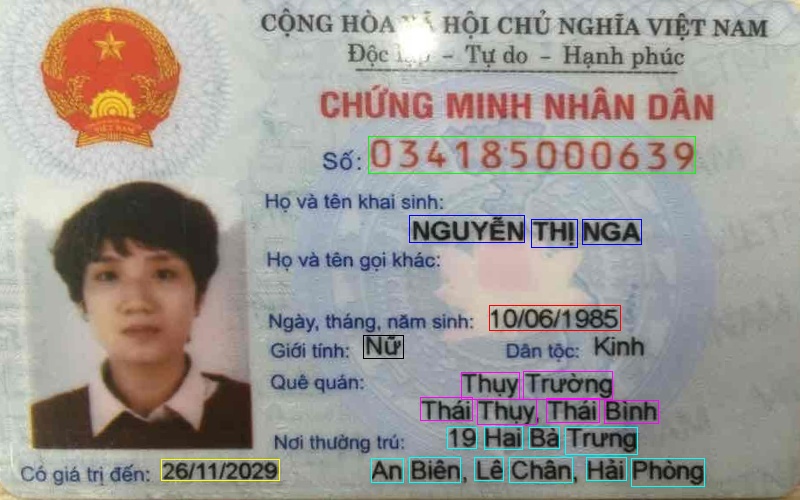 CỘNG HÒA XÃ HỘI CHỦ NGHĨA VIỆT NAM
Độc lập - Tự do - Hạnh phúc
CHỨNG MINH NHÂN DÂN
Số: 034185000639
Họ và tên khai sinh:
NGUYỄN THỊ NGA
Họ và tên gọi khác:
Ngày, tháng, năm sinh: 10/06/1985
Giới tính: Nữ Dân tộc: Kinh
Quê quán: Thụy Trường
Thái Thụy, Thái Bình
Nơi thường trú: 19 Hai Bà Trưng
Có giá trị đến: 26/11/2029 An Biên, Lê Chân, Hải Phòng
VIỆT NAM